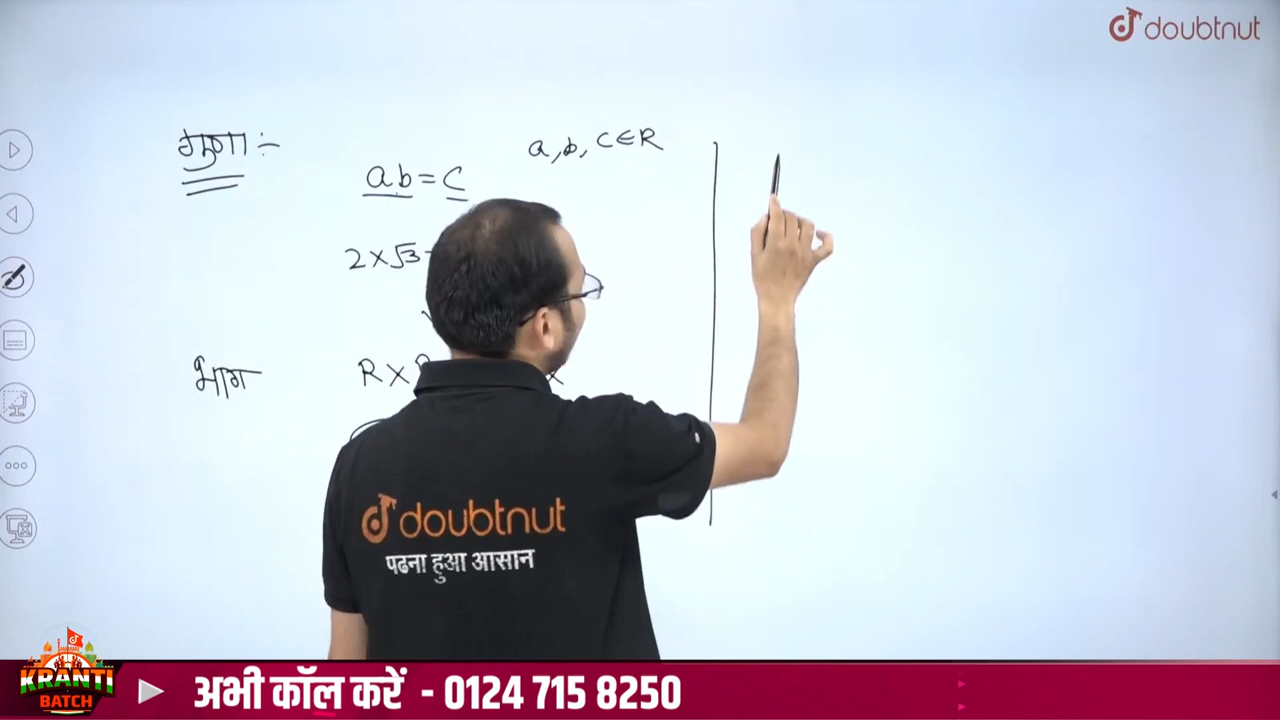 doubtnut
गुणा :-
a, b, C∈R
ab = C
2×√3
भाग
R×
×
doubtnut
पढना हुआ आसान
KRANTI
BATCH
अभी कॉल करें - 0124 715 8250